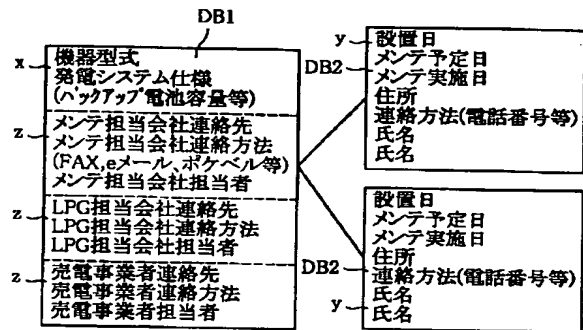 DB1
x
機器型式
発電システム仕様
(バックアップ電池容量等)
z
メンテ担当会社連絡先
メンテ担当会社連絡方法
(FAX,eメール、ポケベル等)
メンテ担当会社担当者
z
LPG担当会社連絡先
LPG担当会社連絡方法
LPG担当会社担当者
z
売電事業者連絡先
売電事業者連絡方法
売電事業者担当者
y
DB2
設置日
メンテ予定日
メンテ実施日
住所
連絡方法(電話番号等)
氏名
氏名
DB2
y
設置日
メンテ予定日
メンテ実施日
住所
連絡方法(電話番号等)
氏名
氏名